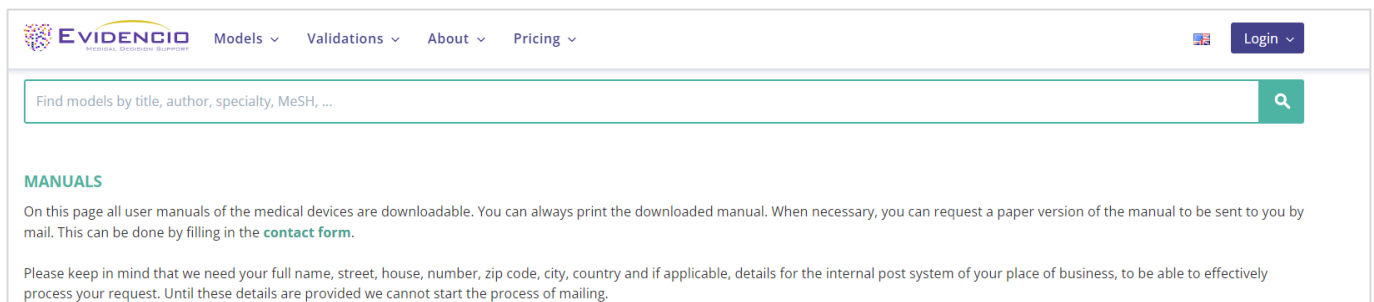 EVIDENCIO Models Validations About Pricing Login
MEDICAL DECISION SUPPORT
Find models by title, author, specialty, MeSH, ...
MANUALS
On this page all user manuals of the medical devices are downloadable. You can always print the downloaded manual. When necessary, you can request a paper version of the manual to be sent to you by
mail. This can be done by filling in the contact form.
Please keep in mind that we need your full name, street, house, number, zip code, city, country and if applicable, details for the internal post system of your place of business, to be able to effectively
process your request. Until these details are provided we cannot start the process of mailing.